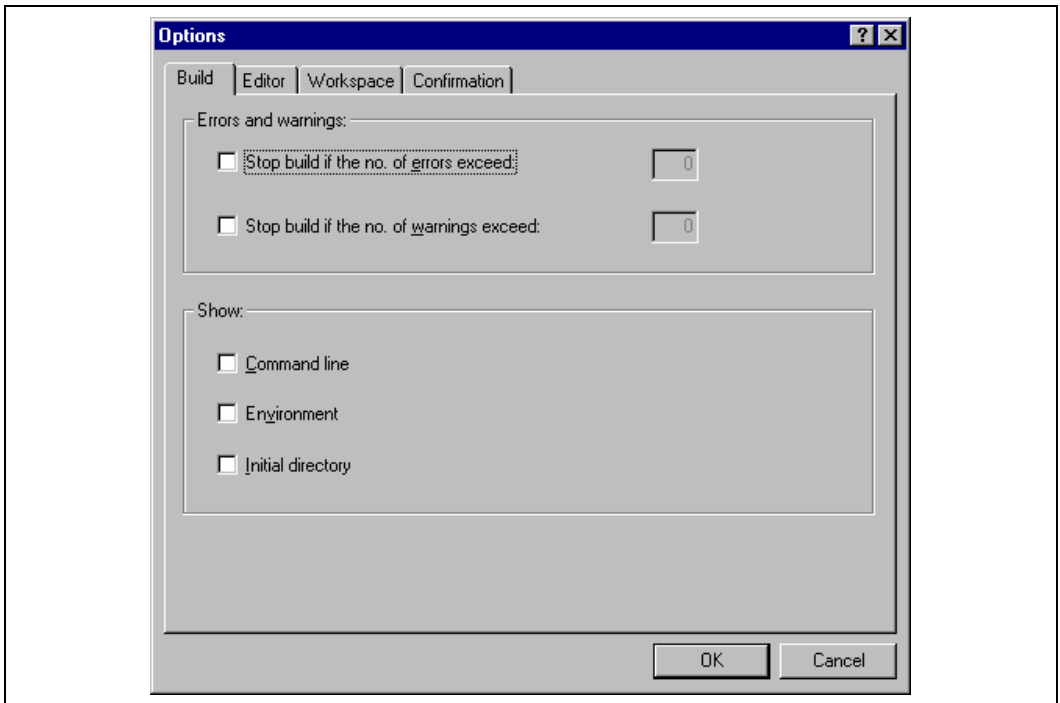 Options
Build Editor Workspace Confirmation
Errors and warnings:
Stop build if the no. of errors exceed: 0
Stop build if the no. of warnings exceed: 0
Show:
Command line
Environment
Initial directory
OK Cancel